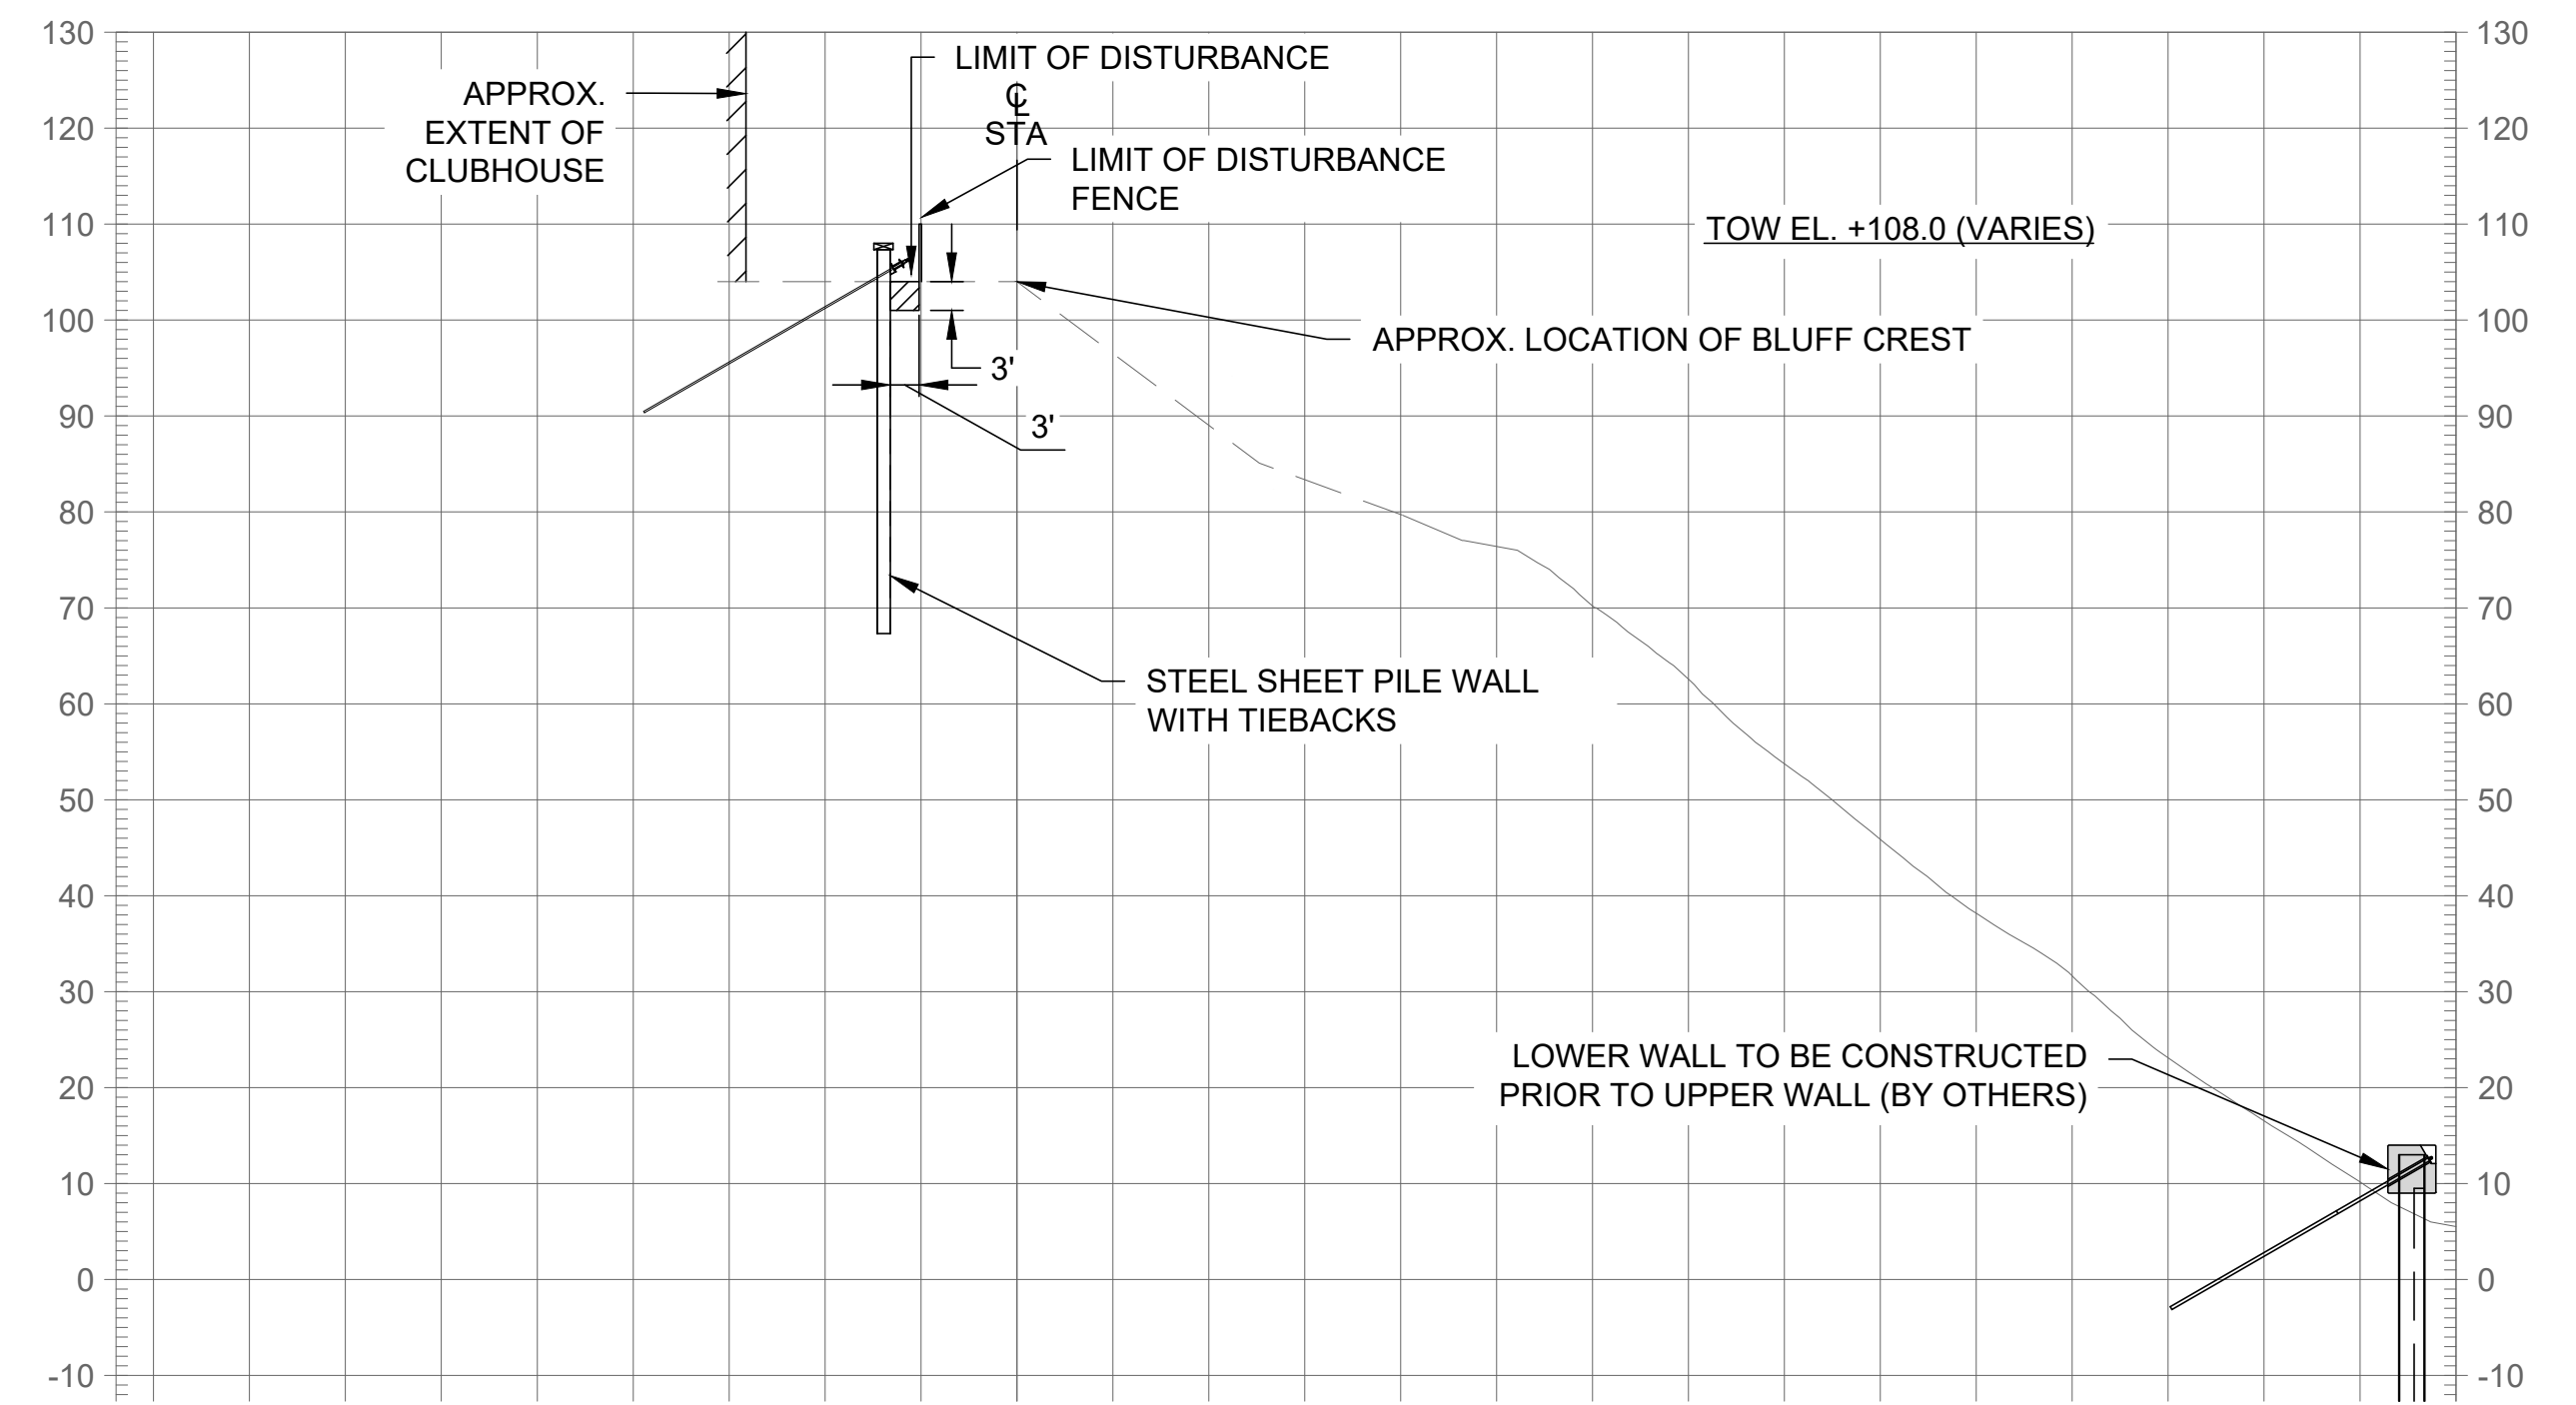 130
120
110
100
90
80
70
60
50
40
30
20
10
0
-10
APPROX.
EXTENT OF
CLUBHOUSE
LIMIT OF DISTURBANCE
CL
STA
LIMIT OF DISTURBANCE
FENCE
TOW EL. +108.0 (VARIES)
APPROX. LOCATION OF BLUFF CREST
3'
3'
STEEL SHEET PILE WALL
WITH TIEBACKS
LOWER WALL TO BE CONSTRUCTED
PRIOR TO UPPER WALL (BY OTHERS)
130
120
110
100
90
80
70
60
50
40
30
20
10
0
-10